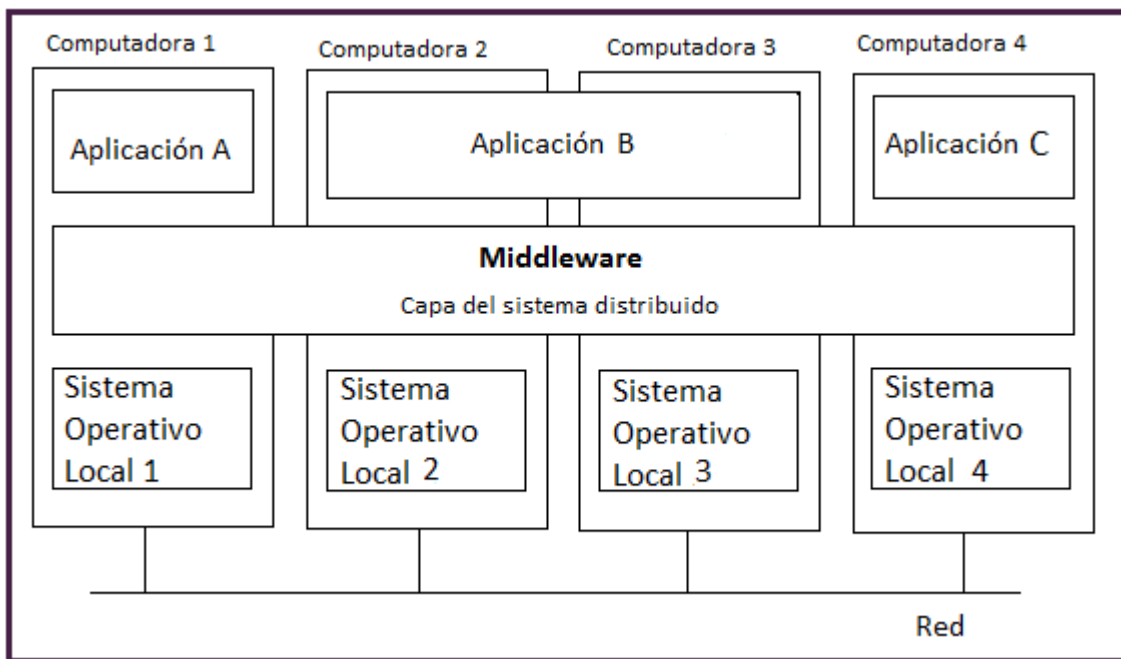 Computadora 1
Computadora 2
Computadora 3
Computadora 4
Aplicación A
Aplicación B
Aplicación C
Middleware
Capa del sistema distribuido
Sistema
Operativo
Local 1
Sistema
Operativo
Local 2
Sistema
Operativo
Local 3
Sistema
Operativo
Local 4
Red